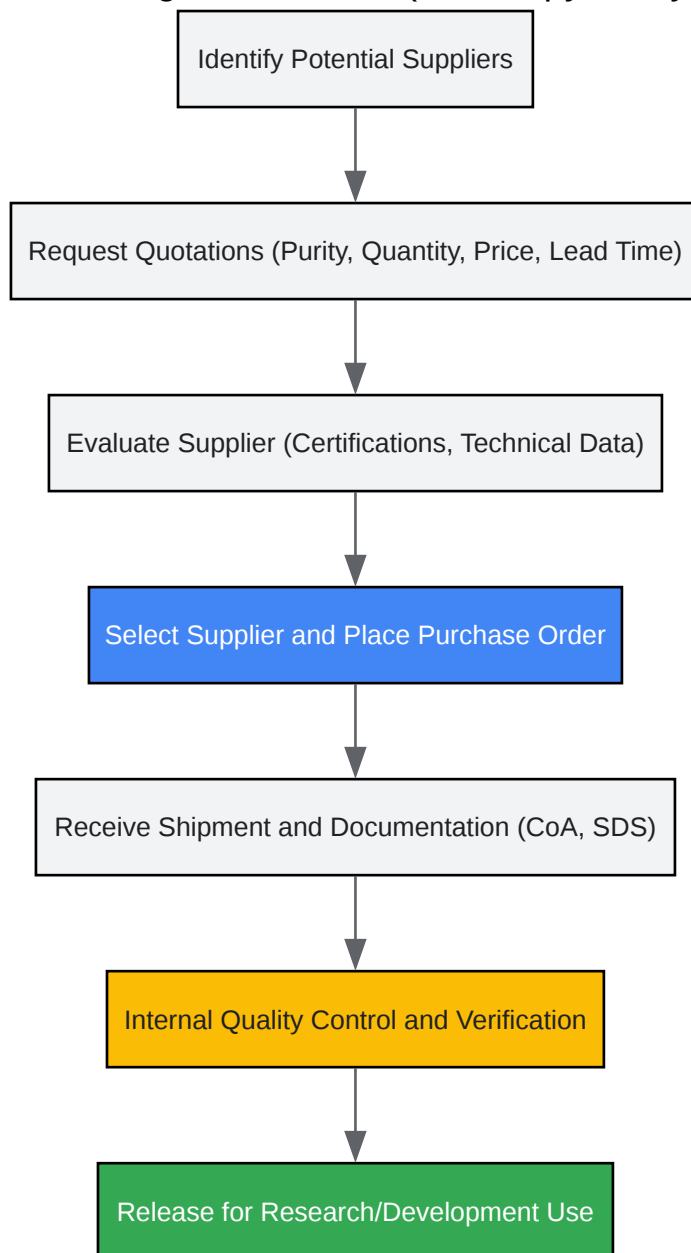 Identify Potential Suppliers
Request Quotations (Purity, Quantity, Price, Lead Time)
Evaluate Supplier (Certifications, Technical Data)
Select Supplier and Place Purchase Order
Receive Shipment and Documentation (CoA, SDS)
Internal Quality Control and Verification
Release for Research/Development Use